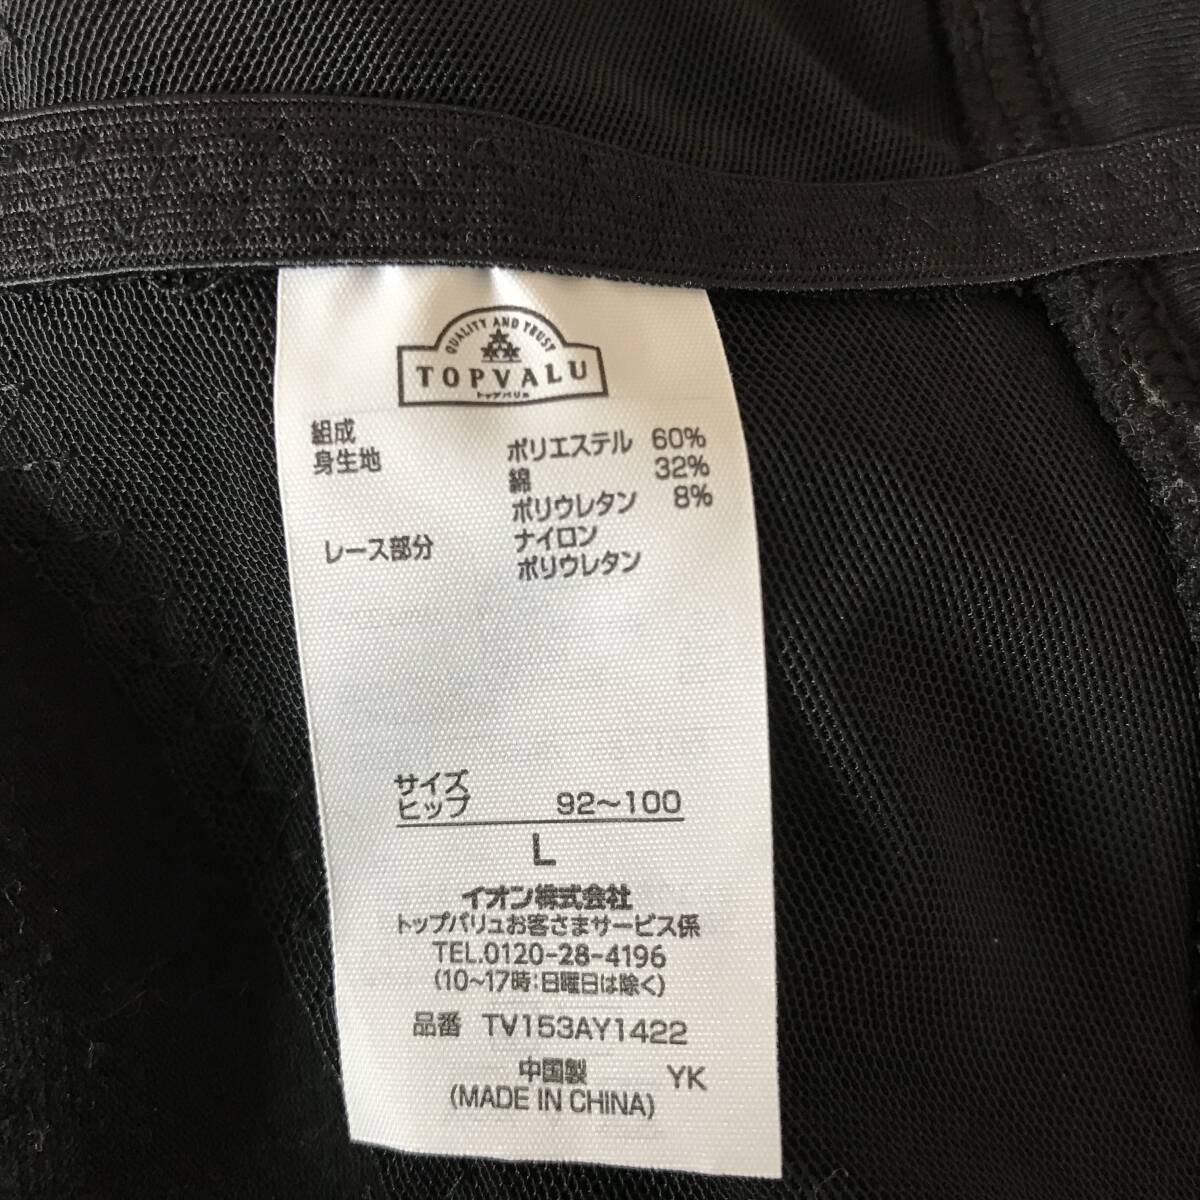 QUALITY AND TRUST
TOPVALU
トップバリュ
組成
身生地 ポリエステル 60%
綿 32%
ポリウレタン 8%
レース部分 ナイロン
ポリウレタン
サイズ
ヒップ 92〜100
L
イオン株式会社
トップバリュお客さまサービス係
TEL.0120-28-4196
(10〜17時:日曜日は除く)
品番 TV153AY1422
中国製 YK
(MADE IN CHINA)